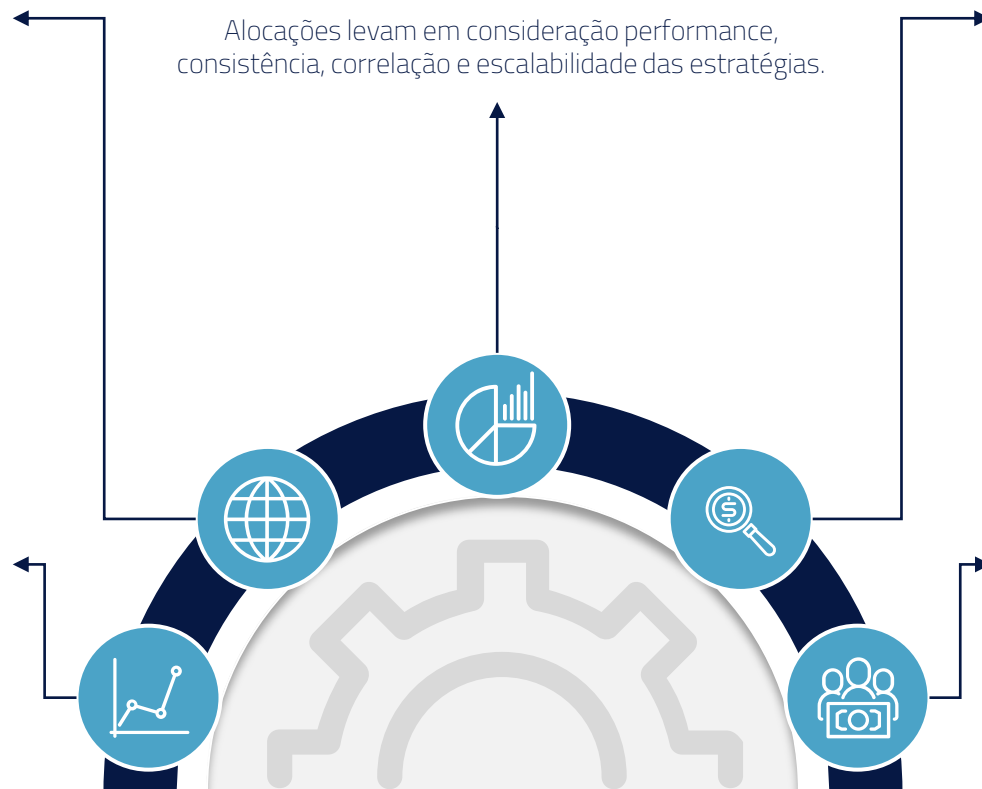 Alocações levam em consideração performance,
consistência, correlação e escalabilidade das estratégias.